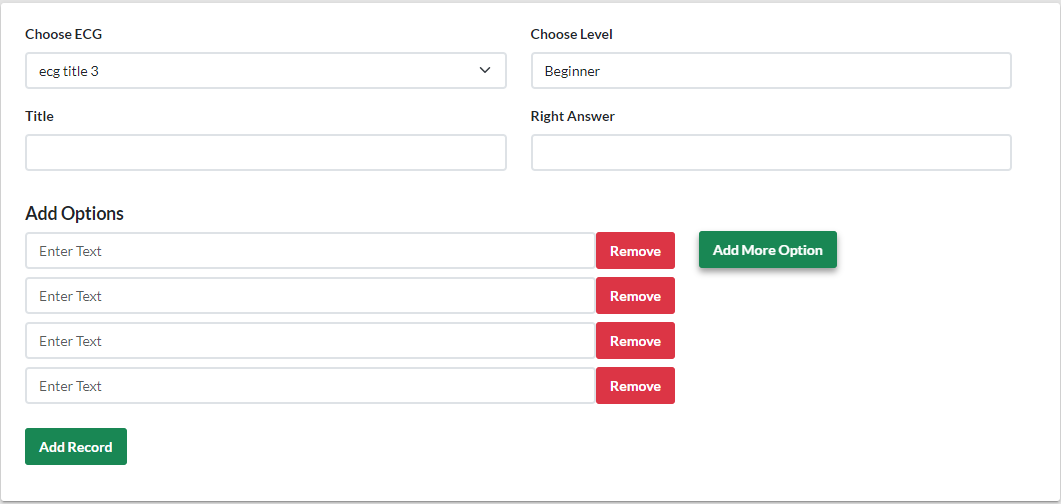 Choose ECG
Choose Level
ecg title 3
Beginner
Title
Right Answer
Add Options
Enter Text
Remove
Add More Option
Enter Text
Remove
Enter Text
Remove
Enter Text
Remove
Add Record